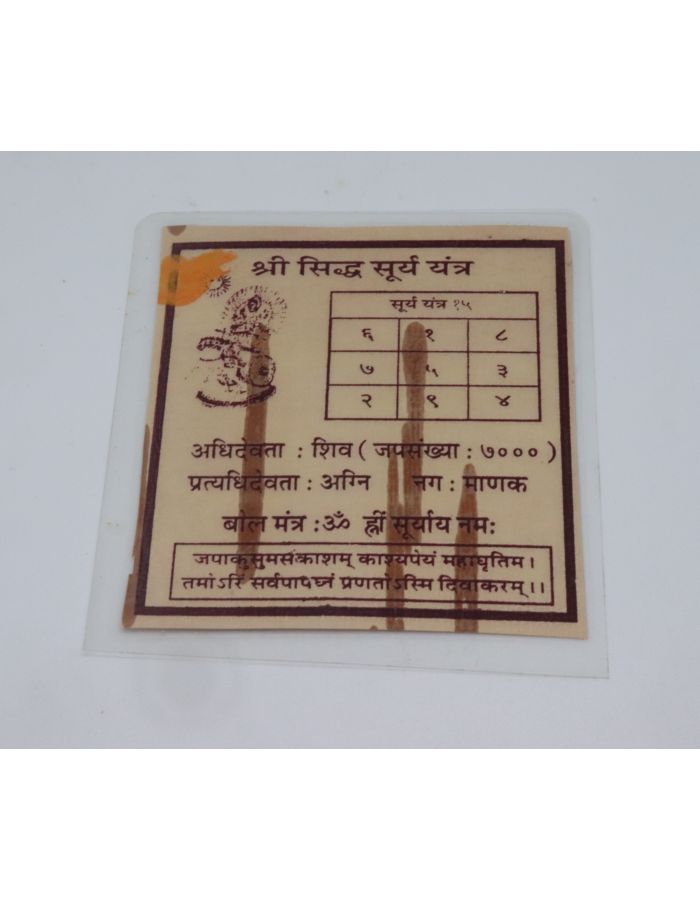 श्री सिद्ध सूर्य यंत्र
सूर्य यंत्र १५
६ १ ८
७ ५ ३
२ ९ ४
अधिदेवता : शिव ( जपसंख्या : ७००० )
प्रत्यधिदेवता : अग्नि नग : माणक
बोल मंत्र :ॐ ह्रीं सूर्याय नमः
जपाकुसुमसंकाशम् काश्यपेयं महाघृतिम।
तमोऽरिं सर्वपापघ्नं प्रणतोऽस्मि दिवाकरम्।।